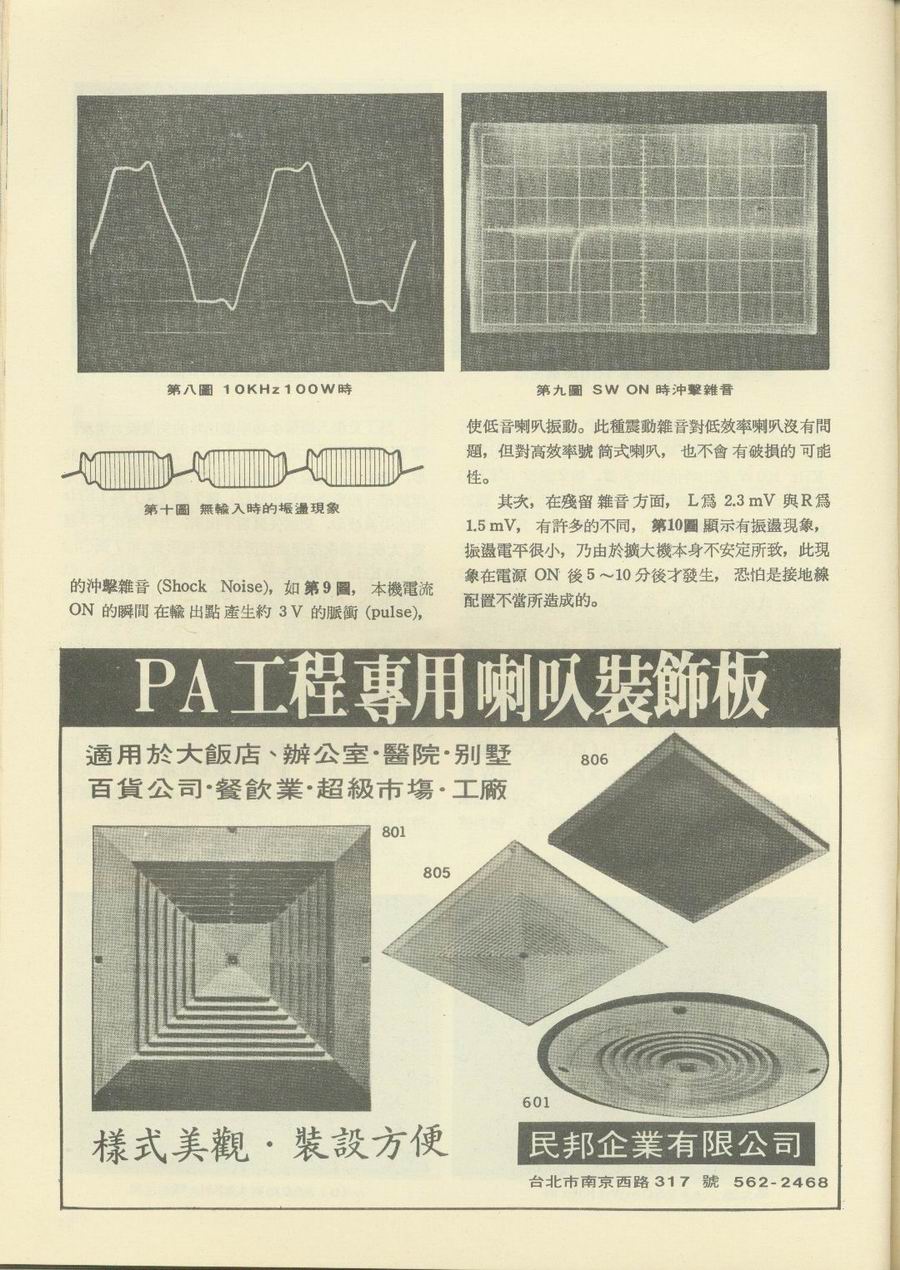 第八圖 10KHz100W時
第九圖 SW ON 時沖擊雜音
第十圖 無輸入時的振盪現象
的沖擊雜音 (Shock Noise)，如第9圖，本機電流
ON 的瞬間在輸出點產生約 3V 的脈衝 (pulse)，
使低音喇叭振動。此種震動雜音對低效率喇叭沒有問
題，但對高效率號筒式喇叭，也不會有破損的可能
性。
其次，在殘留雜音方面，L爲 2.3 mV 與R爲
1.5 mV，有許多的不同，第10圖顯示有振盪現象，
振盪電平很小，乃由於擴大機本身不安定所致，此現
象在電源 ON 後5～10分後才發生，恐怕是接地線
配置不當所造成的。
PA工程專用喇叭裝飾板
適用於大飯店、辦公室·醫院·别墅
百貨公司·餐飲業·超級市場·工廠
806
801
805
601
樣式美觀·裝設方便
民邦企業有限公司
台北市南京西路317 號 562-2468